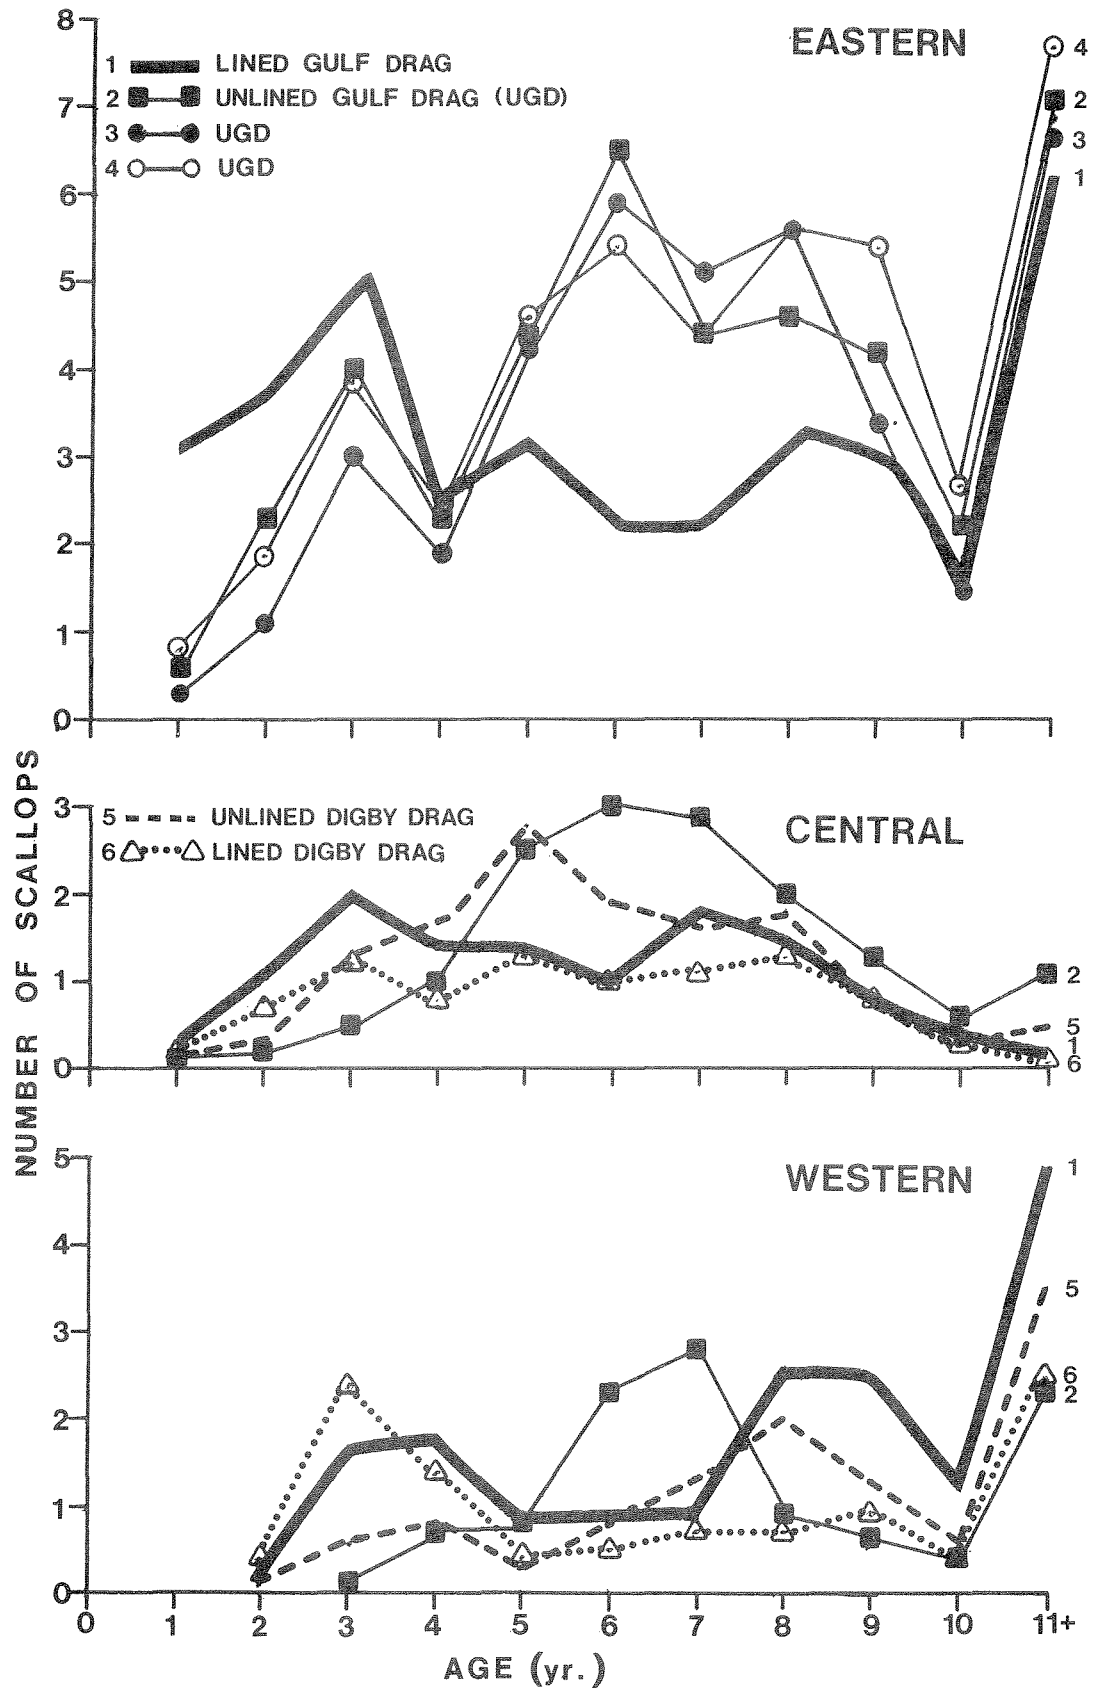 EASTERN
1 LINED GULF DRAG
2 UNLINED GULF DRAG (UGD)
3 UGD
4 UGD
8
7
6
5
4
3
2
1
0
4
2
3
1
CENTRAL
5 UNLINED DIGBY DRAG
6 LINED DIGBY DRAG
3
2
1
0
2
5
1
6
NUMBER OF SCALLOPS
WESTERN
5
4
3
2
1
0
1
5
6
2
0 1 2 3 4 5 6 7 8 9 10 11+
AGE (yr.)